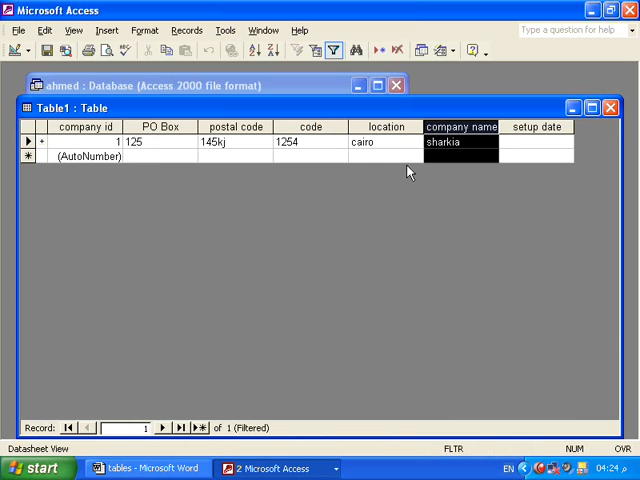 Microsoft Access
File Edit View Insert Format Records Tools Window Help
Type a question for help
ahmed : Database (Access 2000 file format)
Table1 : Table
company id PO Box postal code code location company name setup date
1 125 145kj 1254 cairo sharkia
(AutoNumber)
Record: 1 of 1 (Filtered)
Datasheet View FLTR NUM OVR
start tables - Microsoft Word 2 Microsoft Access EN 04:24 م